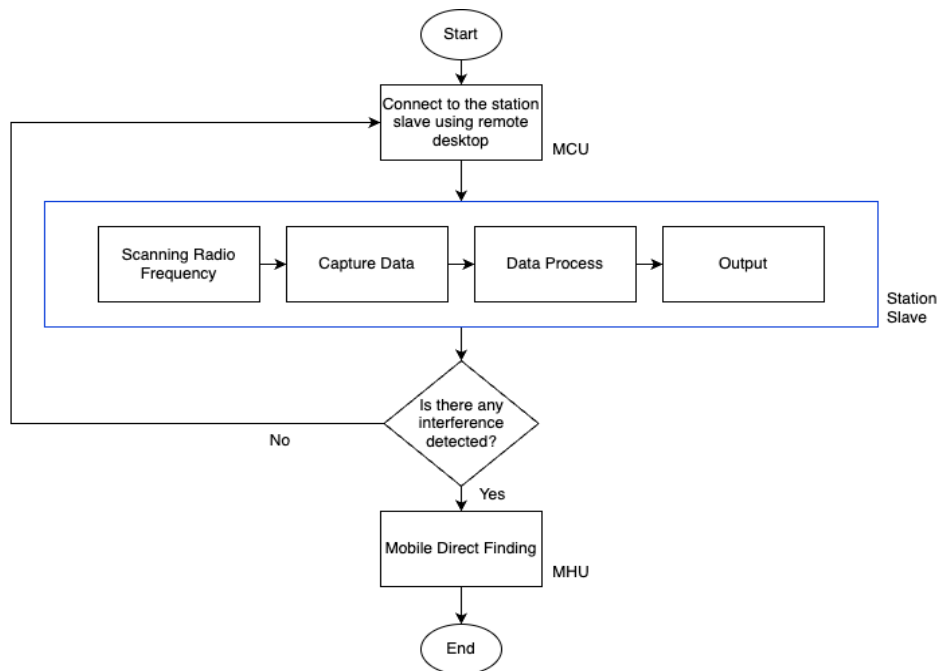 Start
Connect to the station
slave using remote
desktop
MCU
Scanning Radio
Frequency
Capture Data
Data Process
Output
Station
Slave
Is there any
interference
detected?
No
Yes
Mobile Direct Finding
MHU
End